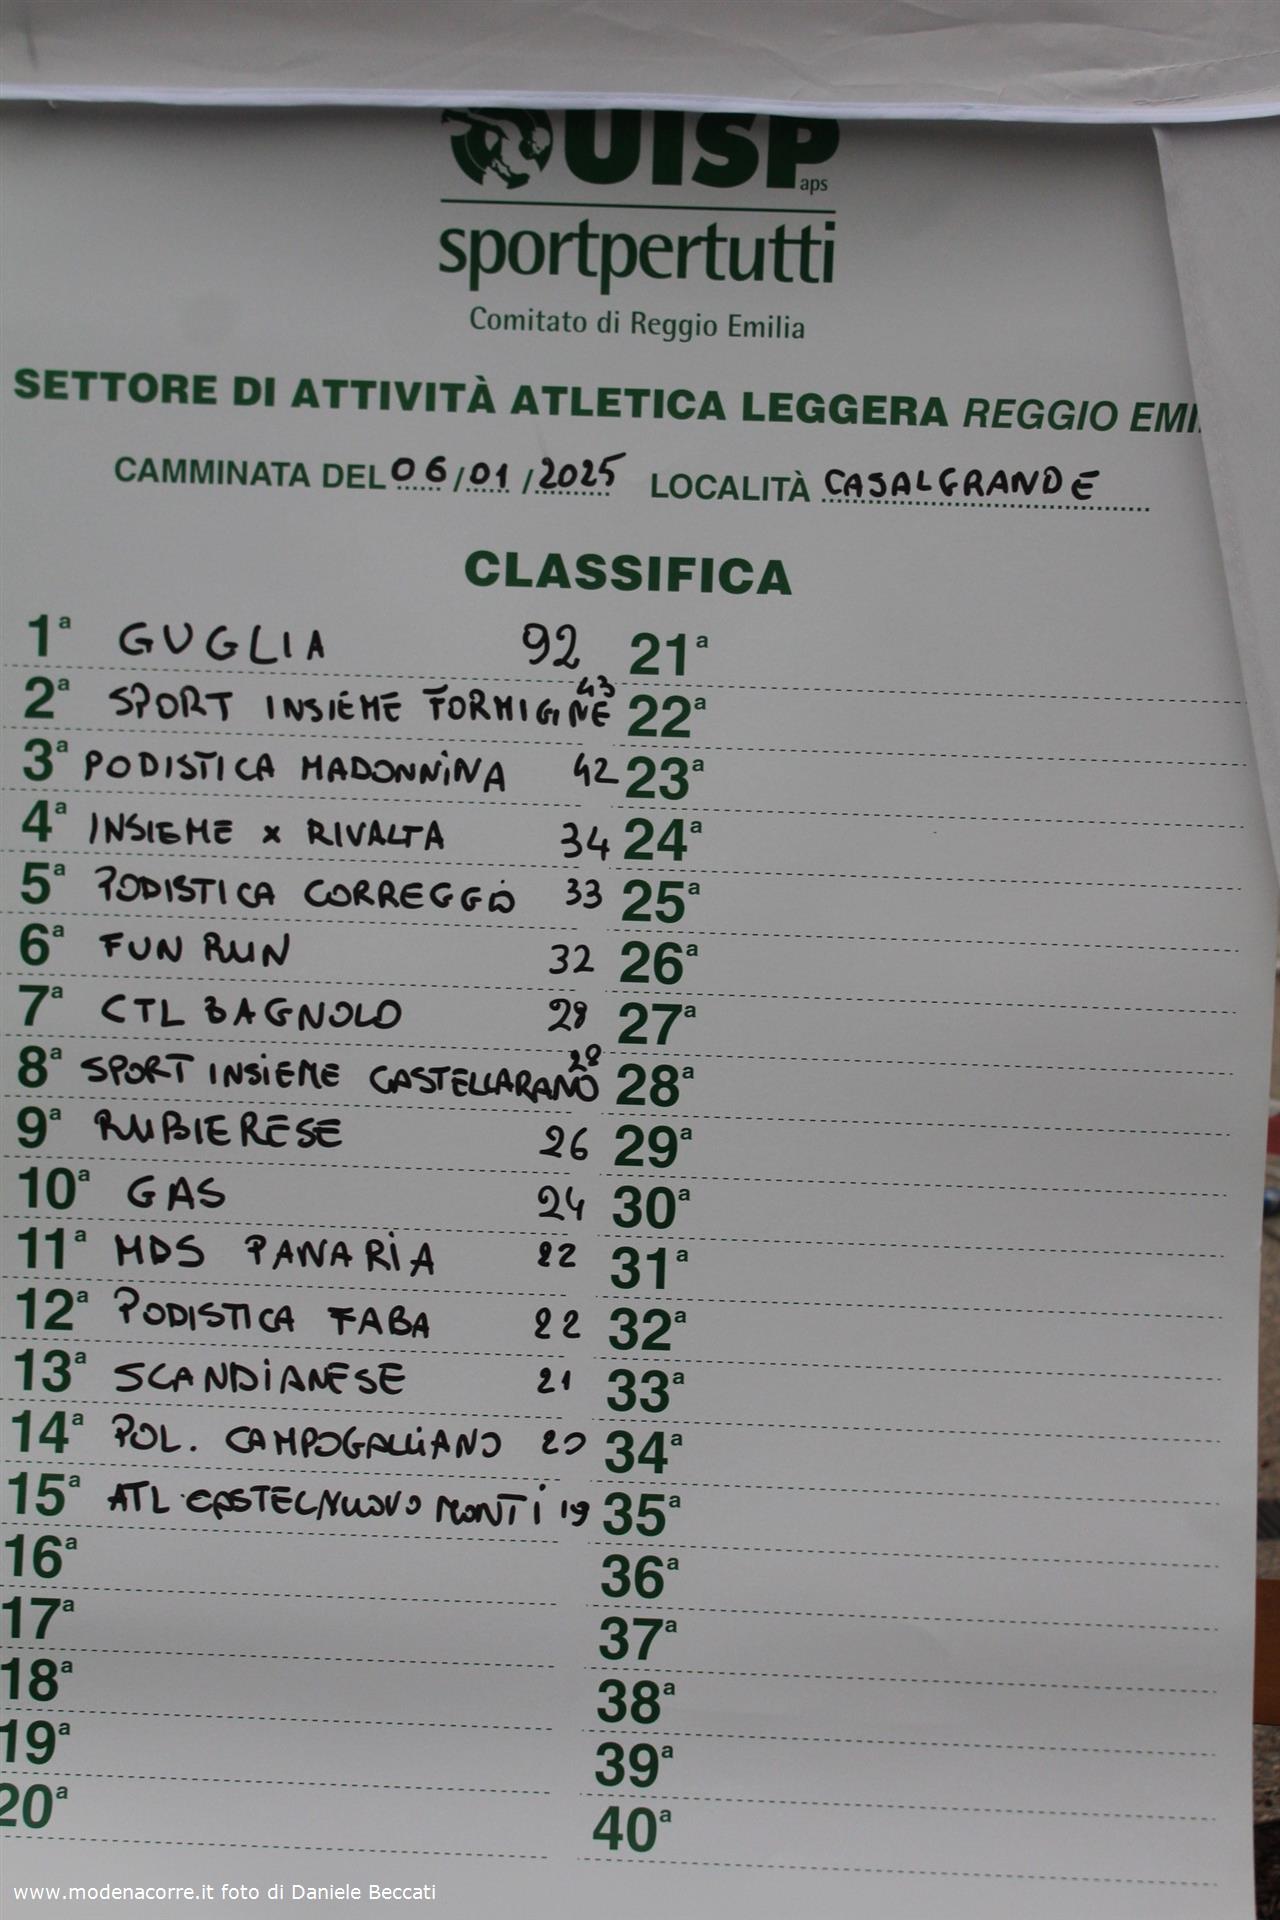 UISP
aps
sportpertutti
Comitato di Reggio Emilia
SETTORE DI ATTIVITÀ ATLETICA LEGGERA REGGIO EMI
CAMMINATA DEL 06/01/2025 LOCALITÀ CASALGRANDE
CLASSIFICA
1ª GUGLIA 92
2ª SPORT INSIEME FORMIGINE 43
3ª PODISTICA MADONNINA 42
4ª INSIEME x RIVALTA 34
5ª PODISTICA CORREGGIO 33
6ª FUN RUN 32
7ª CTL BAGNOLO 28
8ª SPORT INSIEME CASTELLARANO 28
9ª RUBIERESE 26
10ª GAS 24
11ª MDS PANARIA 22
12ª PODISTICA FABA 22
13ª SCANDIANESE 21
14ª POL. CAMPOGALLIANO 20
15ª ATL. CASTELNUOVO MONTI 19
16ª
17ª
18ª
19ª
20ª
21ª
22ª
23ª
24ª
25ª
26ª
27ª
28ª
29ª
30ª
31ª
32ª
33ª
34ª
35ª
36ª
37ª
38ª
39ª
40ª
www.modenacorre.it foto di Daniele Beccati